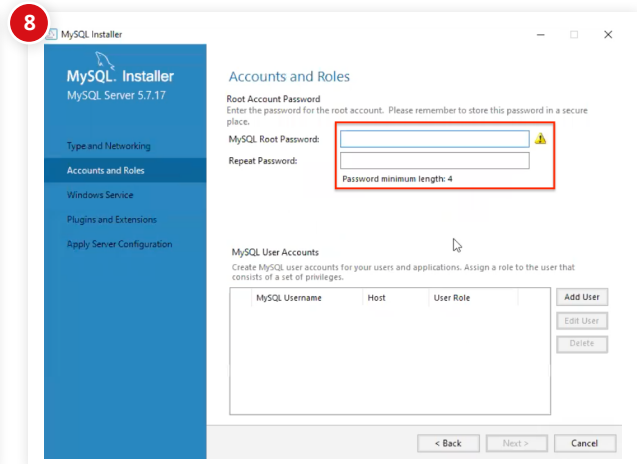 8
MySQL Installer
MySQL. Installer
MySQL Server 5.7.17
Type and Networking
Accounts and Roles
Windows Service
Plugins and Extensions
Apply Server Configuration
Accounts and Roles
Root Account Password
Enter the password for the root account. Please remember to store this password in a secure
place.
MySQL Root Password:
Repeat Password:
Password minimum length: 4
MySQL User Accounts
Create MySQL user accounts for your users and applications. Assign a role to the user that
consists of a set of privileges.
MySQL Username Host User Role
Add User
Edit User
Delete
< Back Next > Cancel